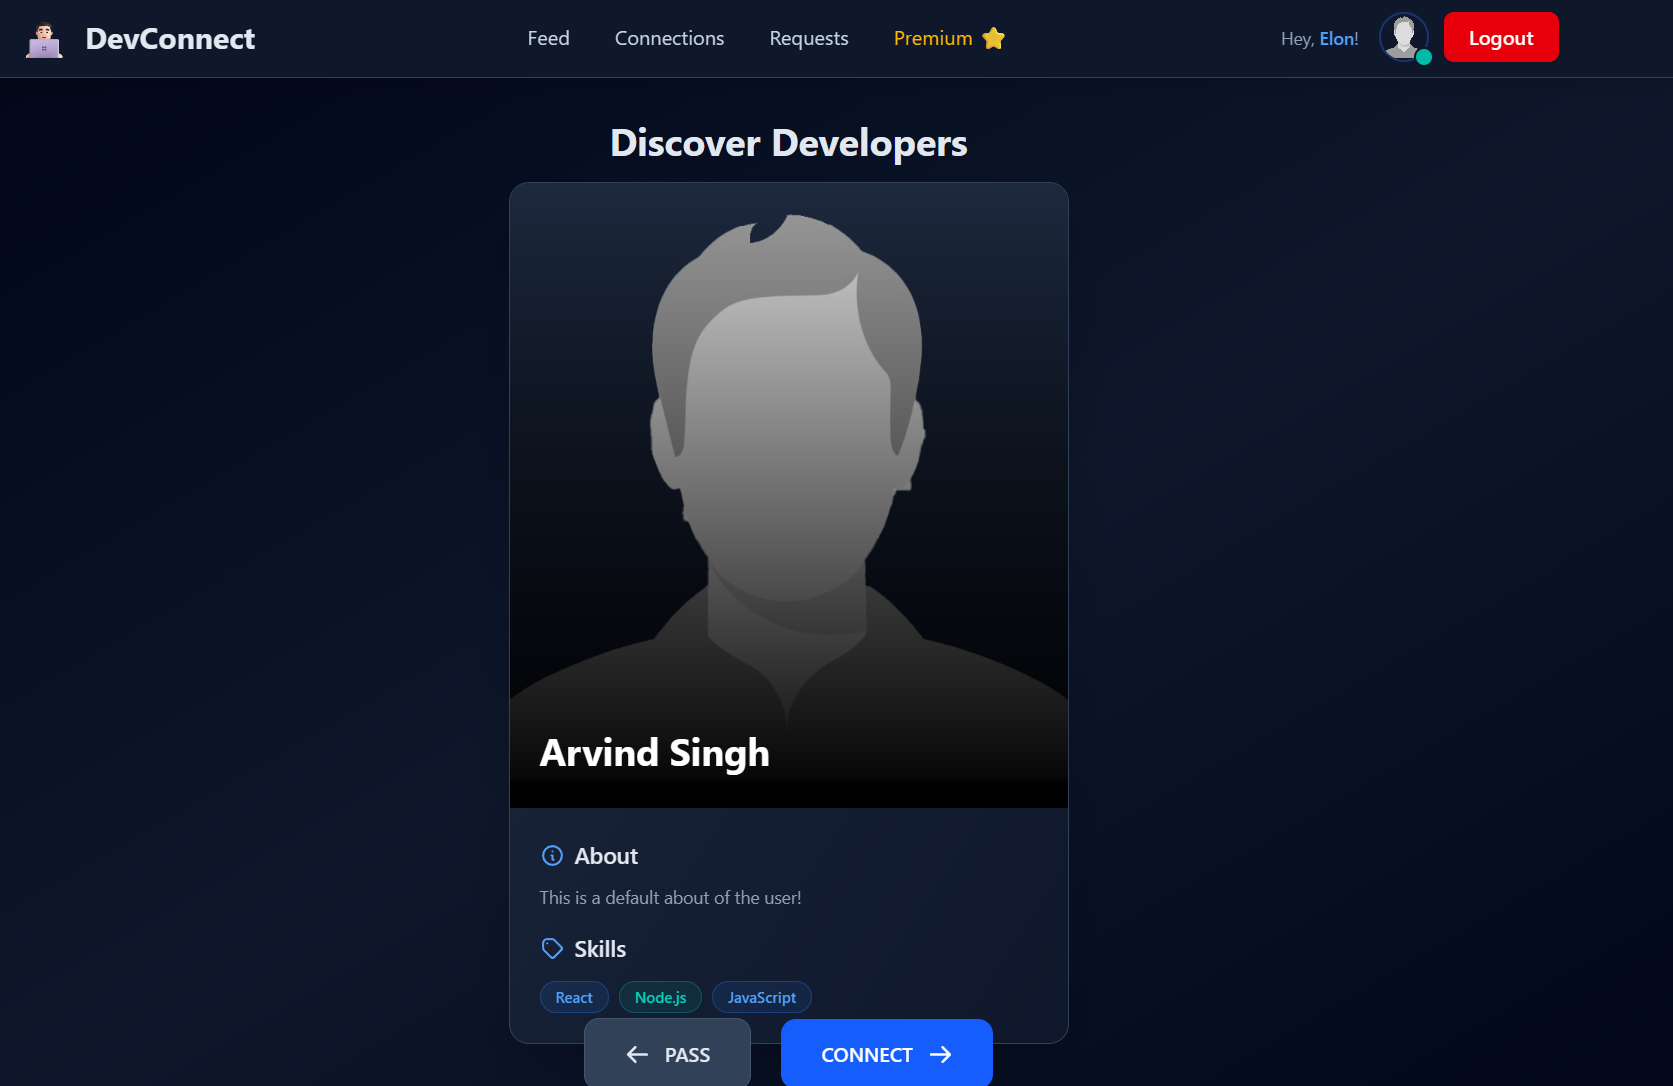 DevConnect
Feed
Connections
Requests
Premium
Hey, Elon!
Logout
Discover Developers
Arvind Singh
About
This is a default about of the user!
Skills
React
Node.js
JavaScript
PASS
CONNECT